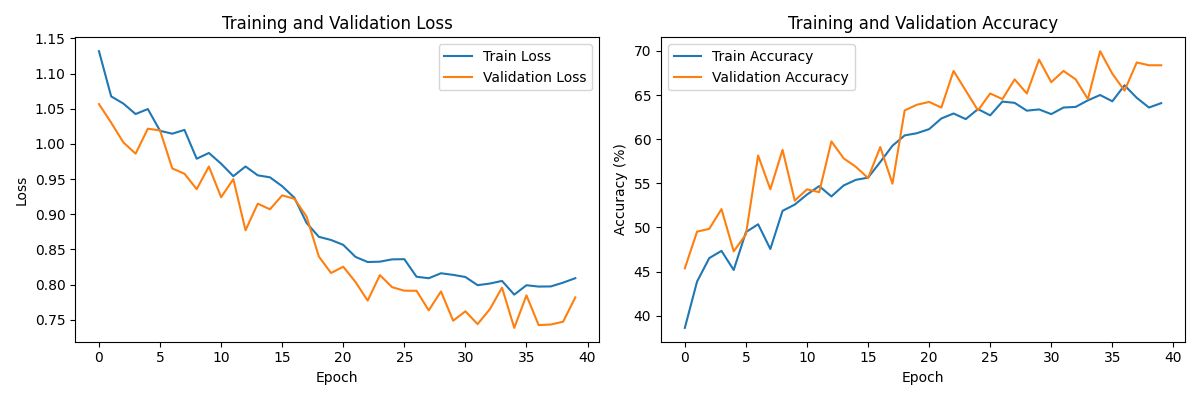 Training and Validation Loss
1.15
1.10
1.05
1.00
0.95
0.90
0.85
0.80
0.75
Loss
0 5 10 15 20 25 30 35 40
Epoch
Train Loss
Validation Loss
Training and Validation Accuracy
70
65
60
55
50
45
40
Accuracy (%)
0 5 10 15 20 25 30 35 40
Epoch
Train Accuracy
Validation Accuracy